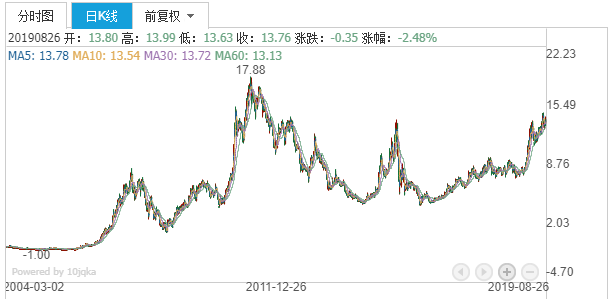 分时图 日K线 前复权
20190826 开：13.80 高：13.99 低：13.63 收：13.76 涨跌：-0.35 涨幅：-2.48%
MA5: 13.78 MA10: 13.54 MA30: 13.72 MA60: 13.13
22.23
17.88
15.49
8.76
2.03
-1.00
-4.70
Powered by 10jqka
2004-03-02 2011-12-26 2019-08-26